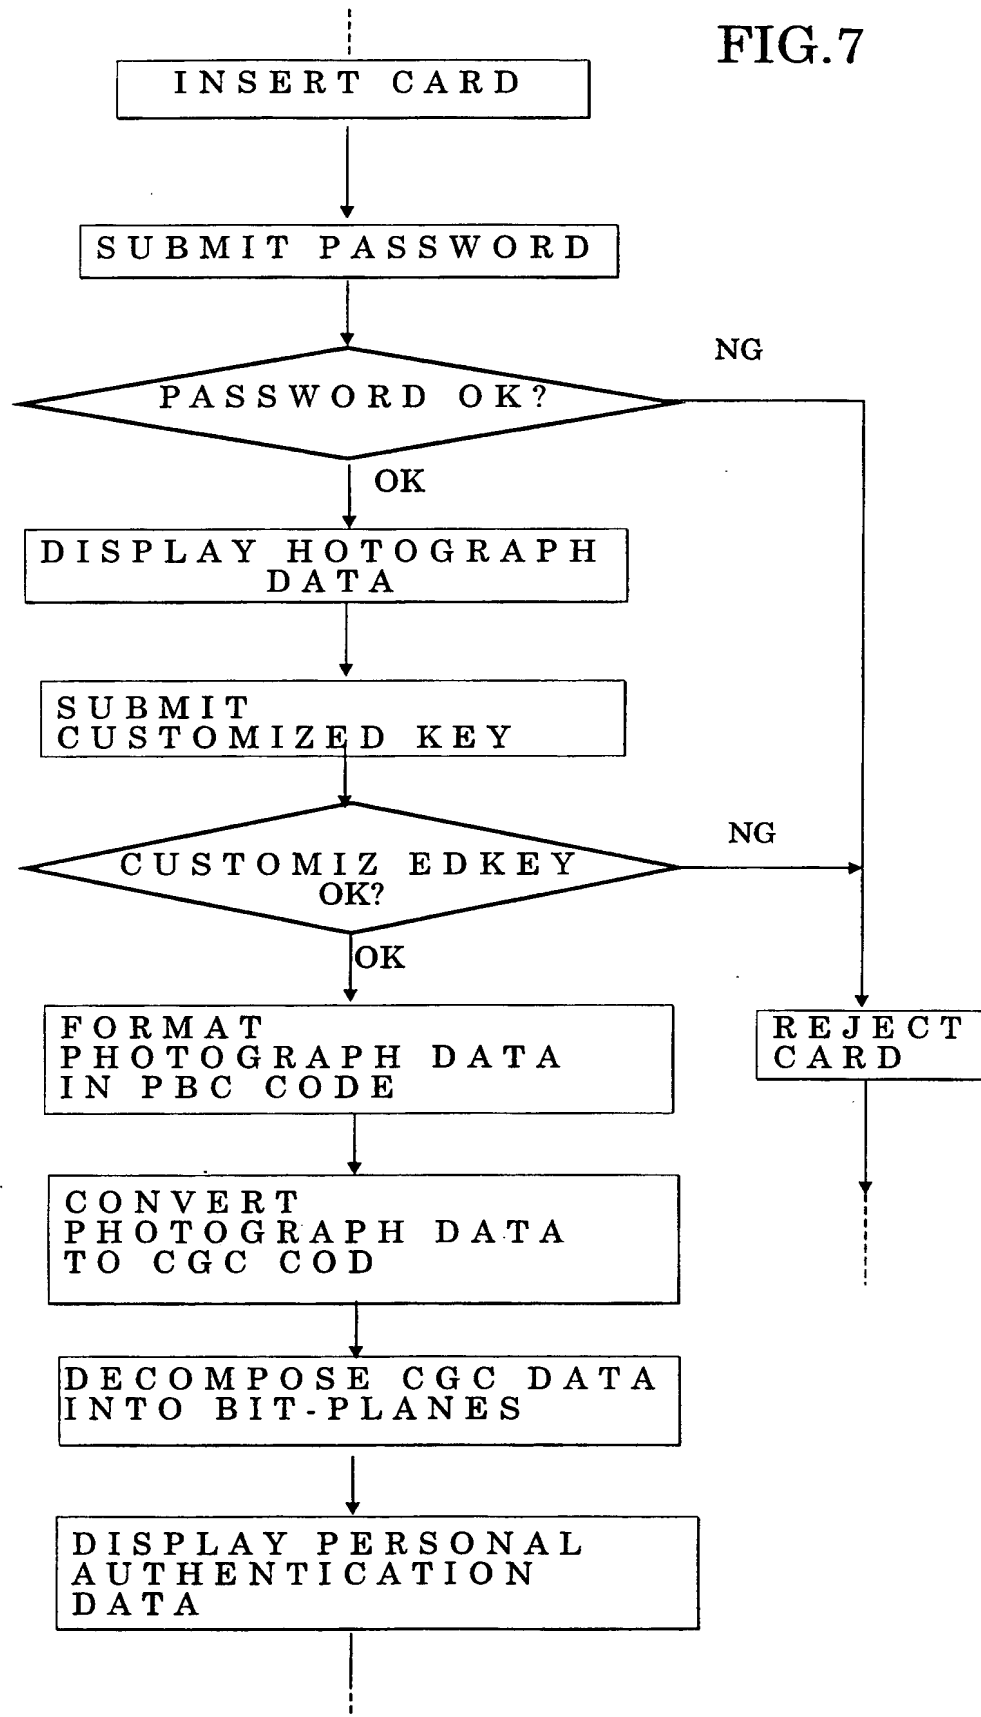 FIG.7
INSERT CARD
SUBMIT PASSWORD
NG
PASSWORD OK?
OK
DISPLAY HOTOGRAPH
DATA
SUBMIT
CUSTOMIZED KEY
NG
CUSTOMIZ EDKEY
OK?
OK
FORMAT
PHOTOGRAPH DATA
IN PBC CODE
REJECT
CARD
CONVERT
PHOTOGRAPH DATA
TO CGC COD
DECOMPOSE CGC DATA
INTO BIT-PLANES
DISPLAY PERSONAL
AUTHENTICATION
DATA